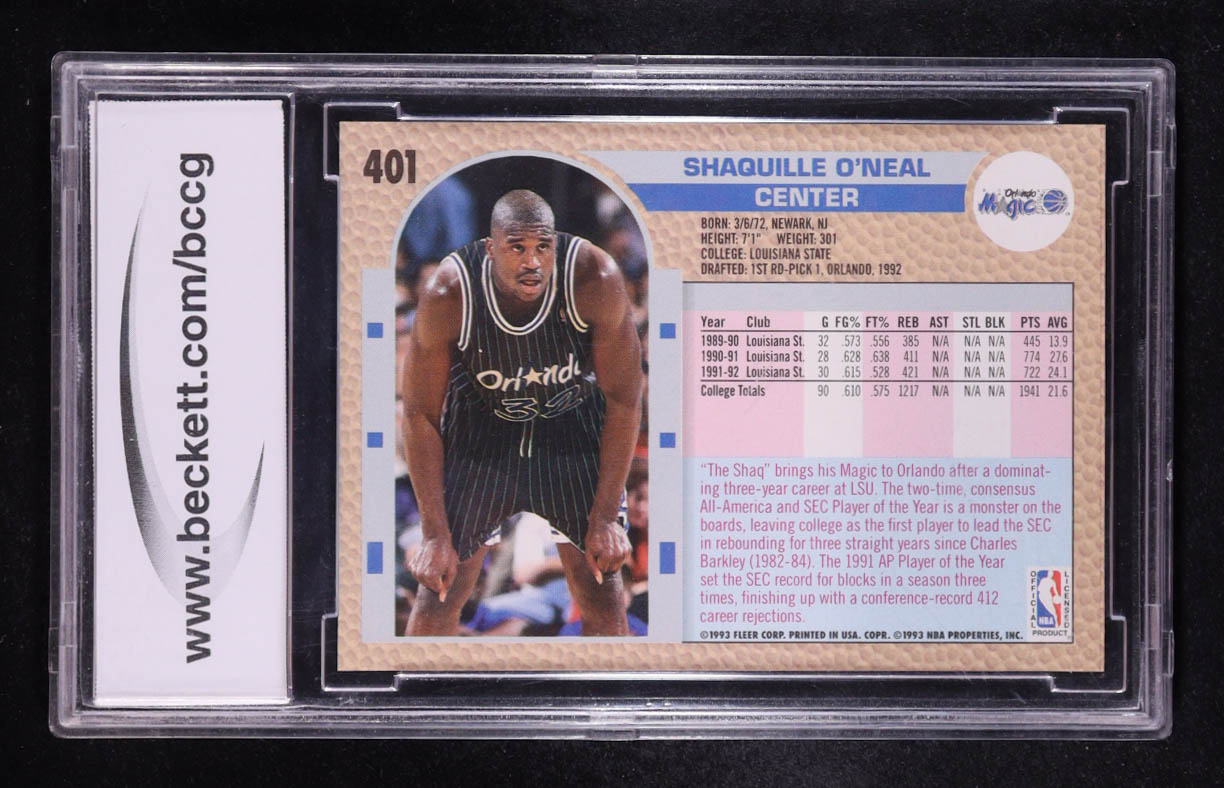 www.beckett.com/bccg
401
SHAQUILLE O'NEAL
CENTER
Orlando
Magic
BORN: 3/6/72, NEWARK, NJ
HEIGHT: 7'1" WEIGHT: 301
COLLEGE: LOUISIANA STATE
DRAFTED: 1ST RD-PICK 1, ORLANDO, 1992
Year Club G FG% FT% REB AST STL BLK PTS AVG
1989-90 Louisiana St. 32 .573 .556 385 N/A N/A N/A 445 13.9
1990-91 Louisiana St. 28 .628 .638 411 N/A N/A N/A 774 27.6
1991-92 Louisiana St. 30 .615 .528 421 N/A N/A N/A 722 24.1
College Totals 90 .610 .575 1217 N/A N/A N/A 1941 21.6
Orlando
32
"The Shaq" brings his Magic to Orlando after a dominat-
ing three-year career at LSU. The two-time, consensus
All-America and SEC Player of the Year is a monster on the
boards, leaving college as the first player to lead the SEC
in rebounding for three straight years since Charles
Barkley (1982-84). The 1991 AP Player of the Year
set the SEC record for blocks in a season three
times, finishing up with a conference-record 412
career rejections.
OFFICIAL
LICENSED
NBA
PRODUCT
©1993 FLEER CORP. PRINTED IN USA. COPR. ©1993 NBA PROPERTIES, INC.